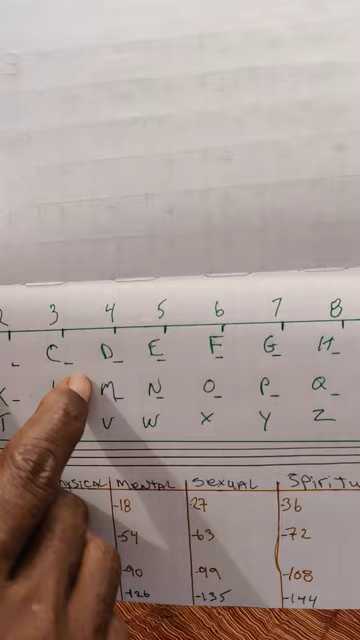 2 3 4 5 6 7 8
C D E F G H
K M N O P Q
T V W X Y Z
MENTAL SEXUAL SPIRITU
-18 -27 -36
-54 -63 -72
-90 -99 -108
-126 -135 -144